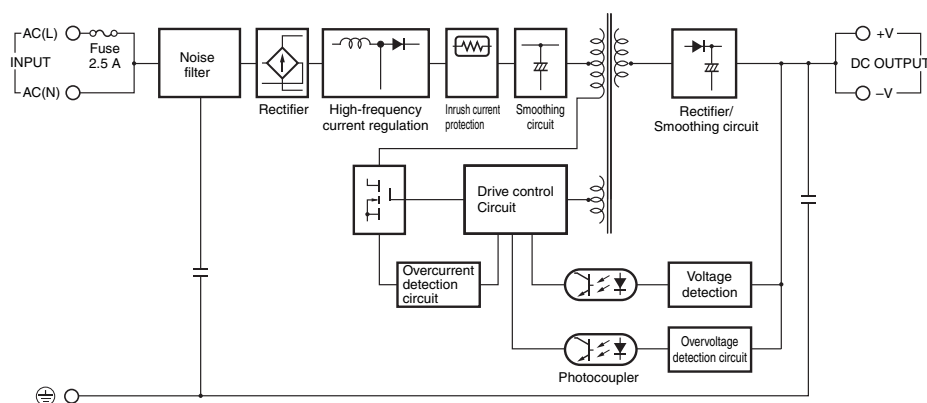 AC(L)
Fuse
2.5 A
INPUT
AC(N)
Noise
filter
Rectifier
High-frequency
current regulation
Inrush current
protection
Smoothing
circuit
Rectifier/
Smoothing circuit
+V
DC OUTPUT
–V
Drive control
Circuit
Overcurrent
detection
circuit
Voltage
detection
Overvoltage
detection circuit
Photocoupler